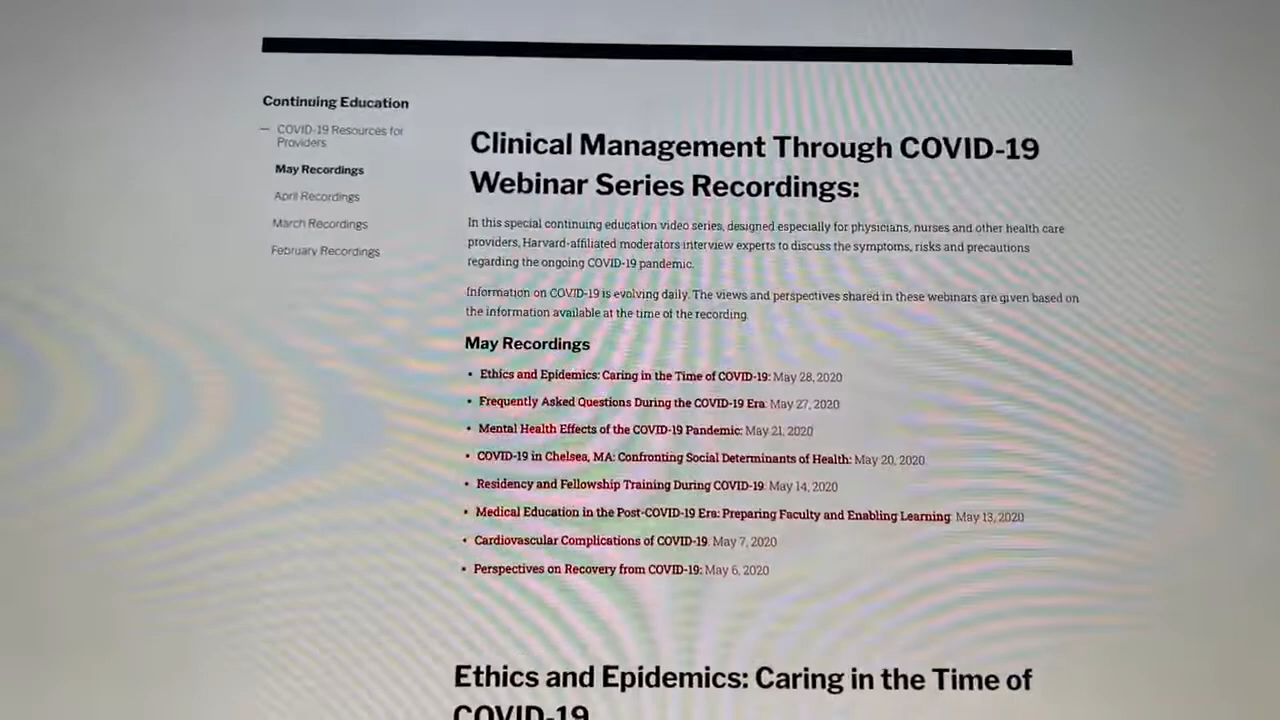 Continuing Education
— COVID-19 Resources for
Providers
May Recordings
April Recordings
March Recordings
February Recordings
Clinical Management Through COVID-19
Webinar Series Recordings:
In this special continuing education video series, designed especially for physicians, nurses and other health care
providers, Harvard-affiliated moderators interview experts to discuss the symptoms, risks and precautions
regarding the ongoing COVID-19 pandemic.
Information on COVID-19 is evolving daily. The views and perspectives shared in these webinars are given based on
the information available at the time of the recording.
May Recordings
• Ethics and Epidemics: Caring in the Time of COVID-19: May 28, 2020
• Frequently Asked Questions During the COVID-19 Era: May 27, 2020
• Mental Health Effects of the COVID-19 Pandemic: May 21, 2020
• COVID-19 in Chelsea, MA: Confronting Social Determinants of Health: May 20, 2020
• Residency and Fellowship Training During COVID-19: May 14, 2020
• Medical Education in the Post-COVID-19 Era: Preparing Faculty and Enabling Learning: May 13, 2020
• Cardiovascular Complications of COVID-19: May 7, 2020
• Perspectives on Recovery from COVID-19: May 6, 2020
Ethics and Epidemics: Caring in the Time of
COVID-19